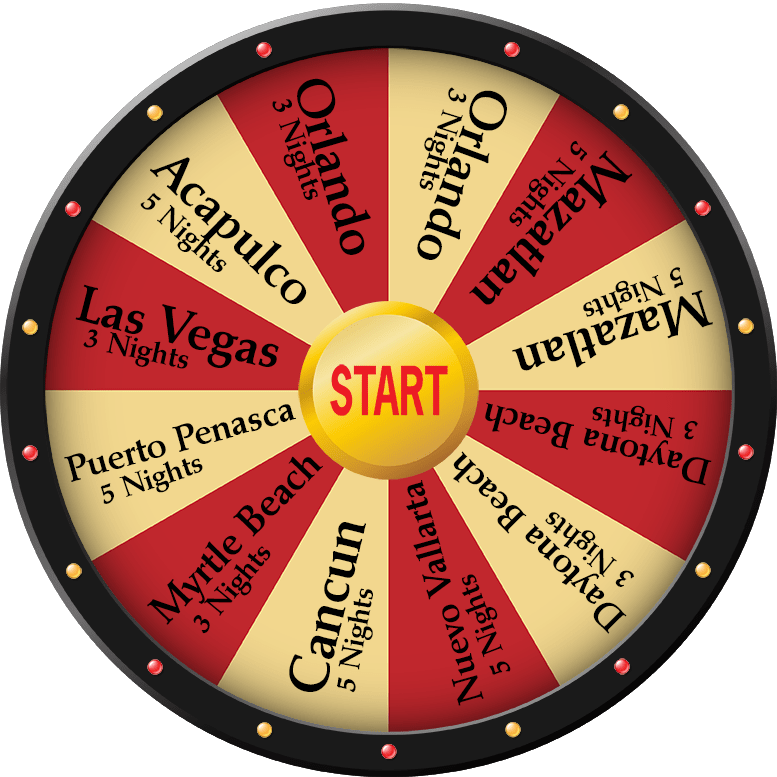 Orlando
3 Nights
Mazatlan
5 Nights
Mazatlan
5 Nights
Daytona Beach
3 Nights
Daytona Beach
3 Nights
Nuevo Vallarta
5 Nights
Cancun
5 Nights
Myrtle Beach
3 Nights
Puerto Penasca
5 Nights
Las Vegas
3 Nights
Acapulco
5 Nights
Orlando
3 Nights
START